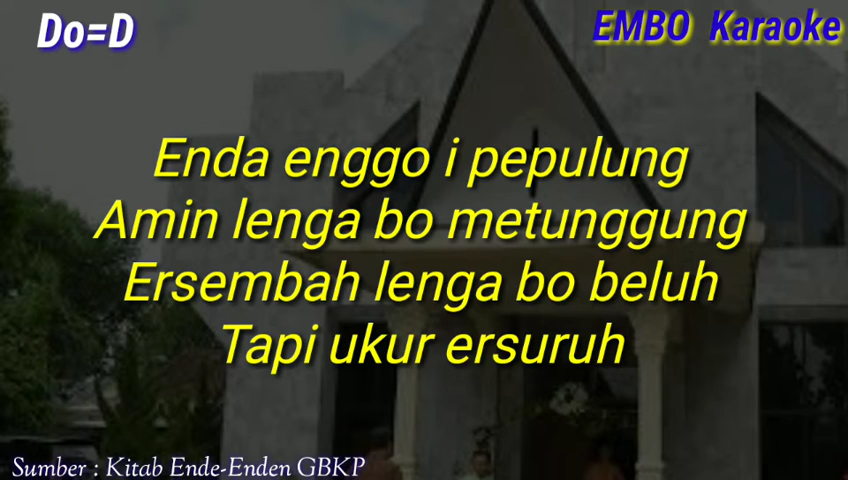 Do=D
EMBO Karaoke
Enda enggo i pepulung
Amin lenga bo metunggung
Ersembah lenga bo beluh
Tapi ukur ersuruh
Sumber : Kitab Ende-Enden GBKP